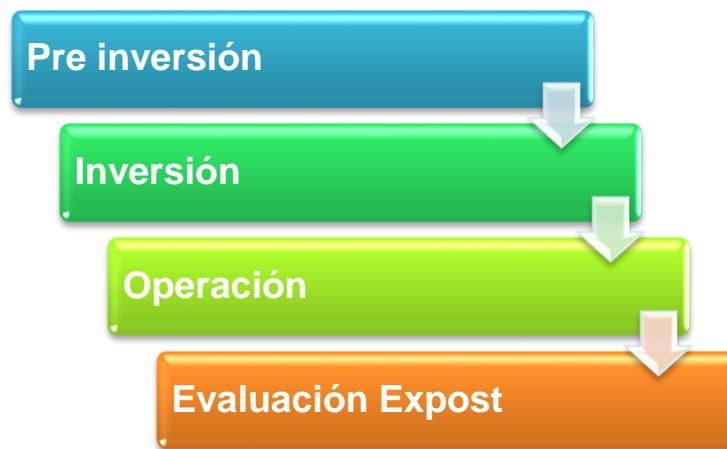 Pre inversión
Inversión
Operación
Evaluación Expost